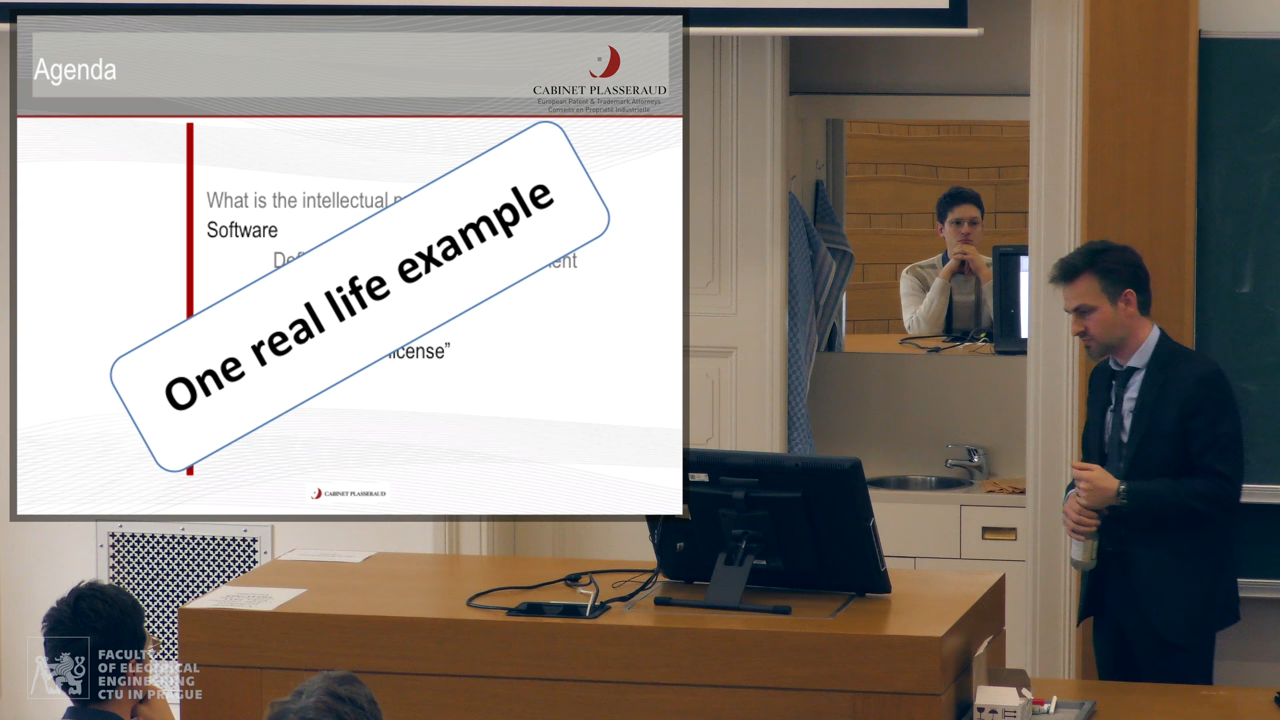 Agenda
CABINET PLASSERAUD
European Patent & Trademark Attorneys
Conseils en Propriété Industrielle
What is the intellectual
Software
One real life example
CABINET PLASSERAUD
FACULTY
OF ELECTRICAL
ENGINEERING
CTU IN PRAGUE